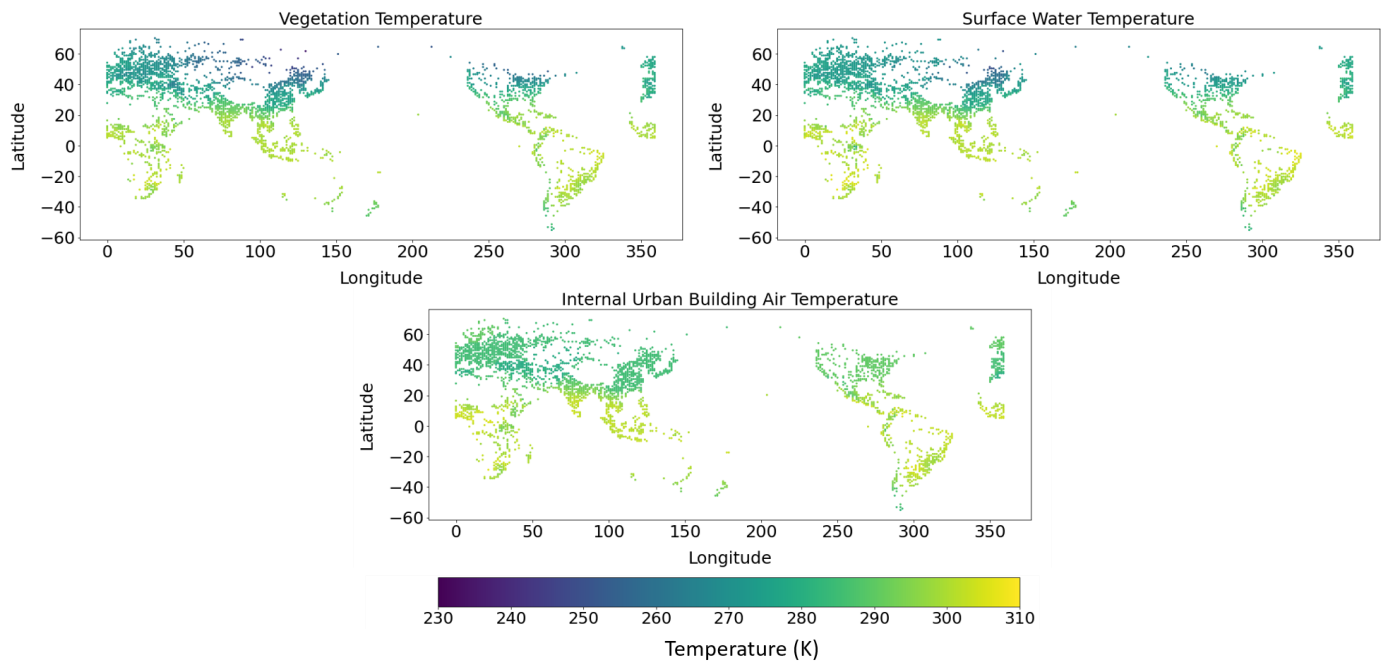 Vegetation Temperature
Latitude
60
40
20
0
−20
−40
−60
0 50 100 150 200 250 300 350
Longitude
Surface Water Temperature
Latitude
60
40
20
0
−20
−40
−60
0 50 100 150 200 250 300 350
Longitude
Internal Urban Building Air Temperature
Latitude
60
40
20
0
−20
−40
−60
0 50 100 150 200 250 300 350
Longitude
230 240 250 260 270 280 290 300 310
Temperature (K)